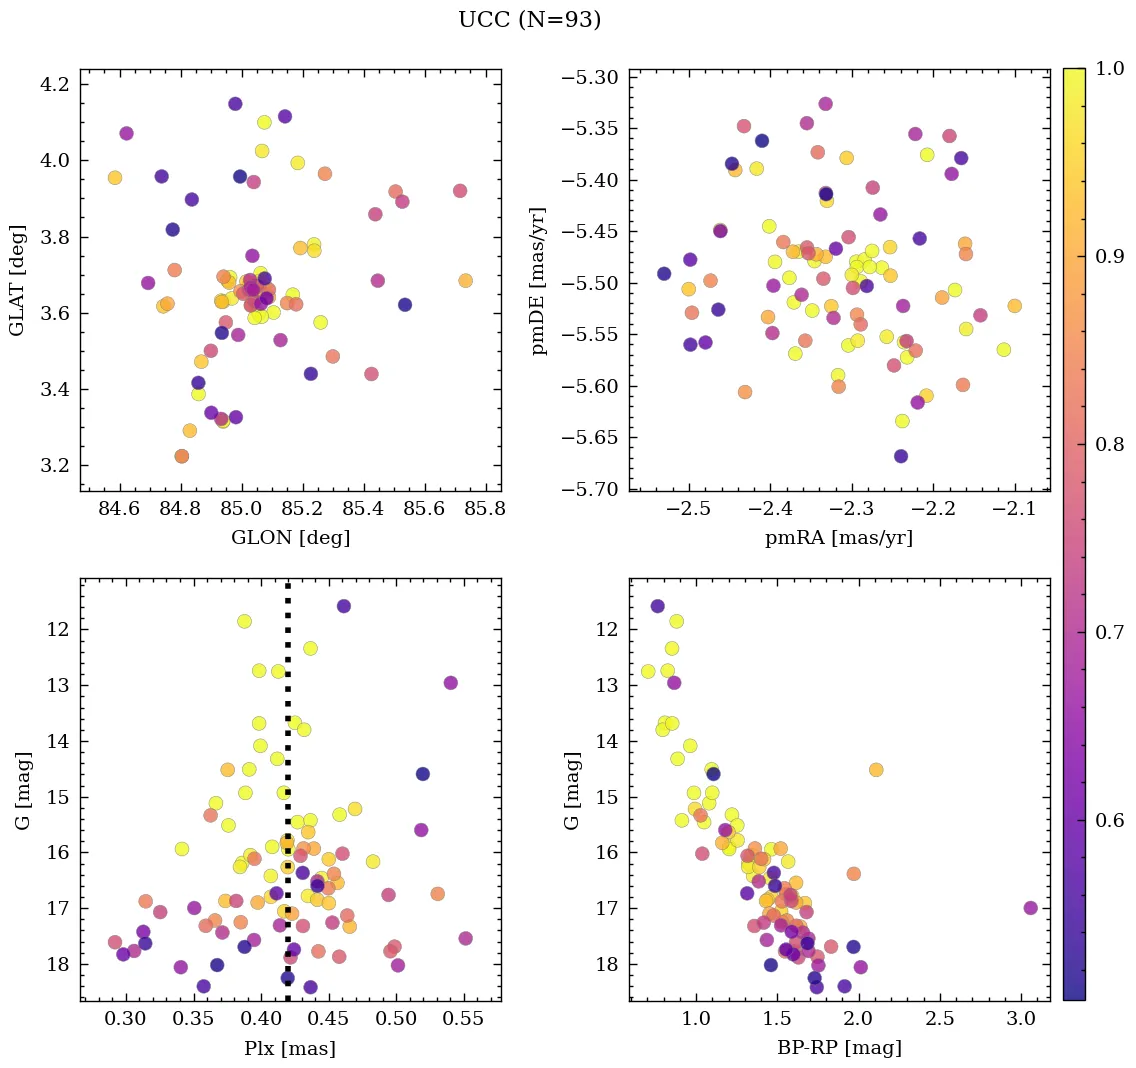 UCC (N=93)
4.2
4.0
3.8
3.6
3.4
3.2
GLAT [deg]
84.6 84.8 85.0 85.2 85.4 85.6 85.8
GLON [deg]
−5.30
−5.35
−5.40
−5.45
−5.50
−5.55
−5.60
−5.65
−5.70
pmDE [mas/yr]
−2.5 −2.4 −2.3 −2.2 −2.1
pmRA [mas/yr]
12
13
14
15
16
17
18
G [mag]
0.30 0.35 0.40 0.45 0.50 0.55
Plx [mas]
12
13
14
15
16
17
18
G [mag]
1.0 1.5 2.0 2.5 3.0
BP-RP [mag]
1.0
0.9
0.8
0.7
0.6